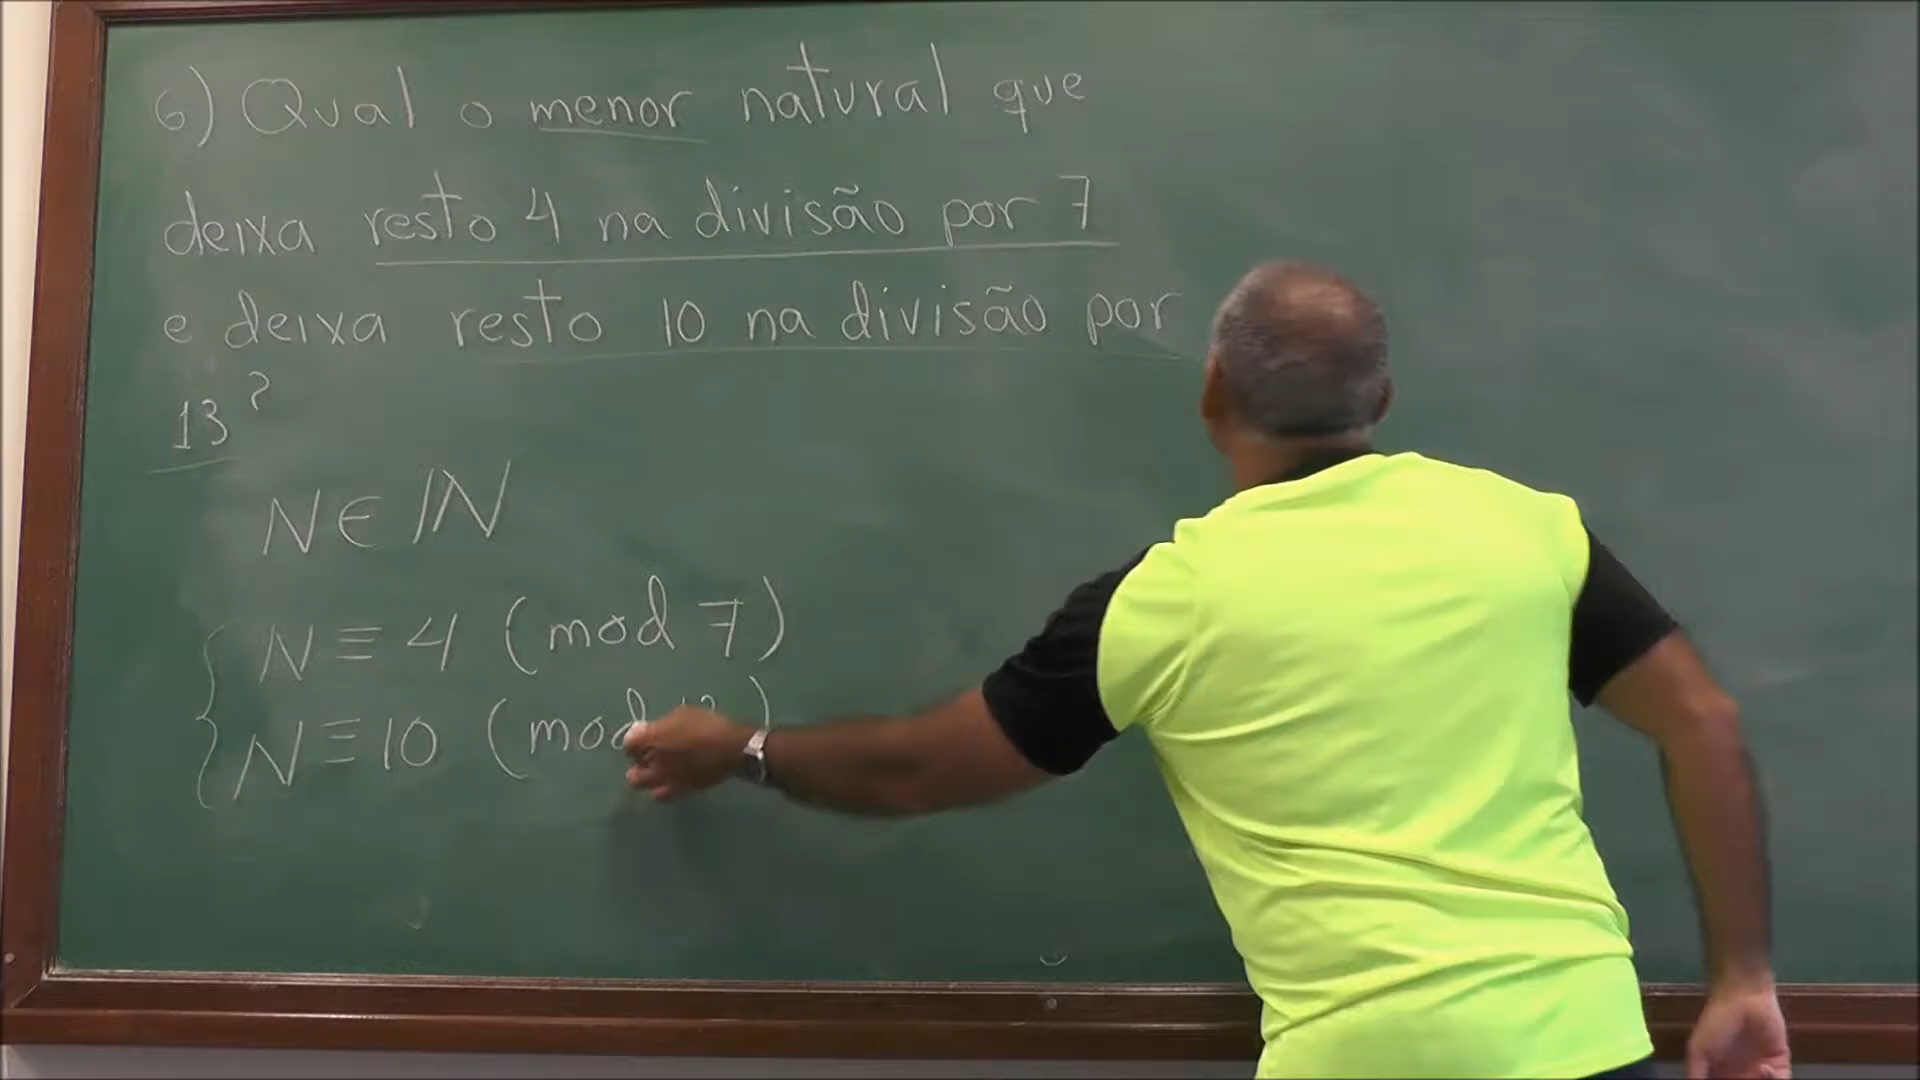 6) Qual o menor natural que
deixa resto 4 na divisão por 7
e deixa resto 10 na divisão por
13?
N ∈ ℕ
N ≡ 4 (mod 7)
N ≡ 10 (mod 13)